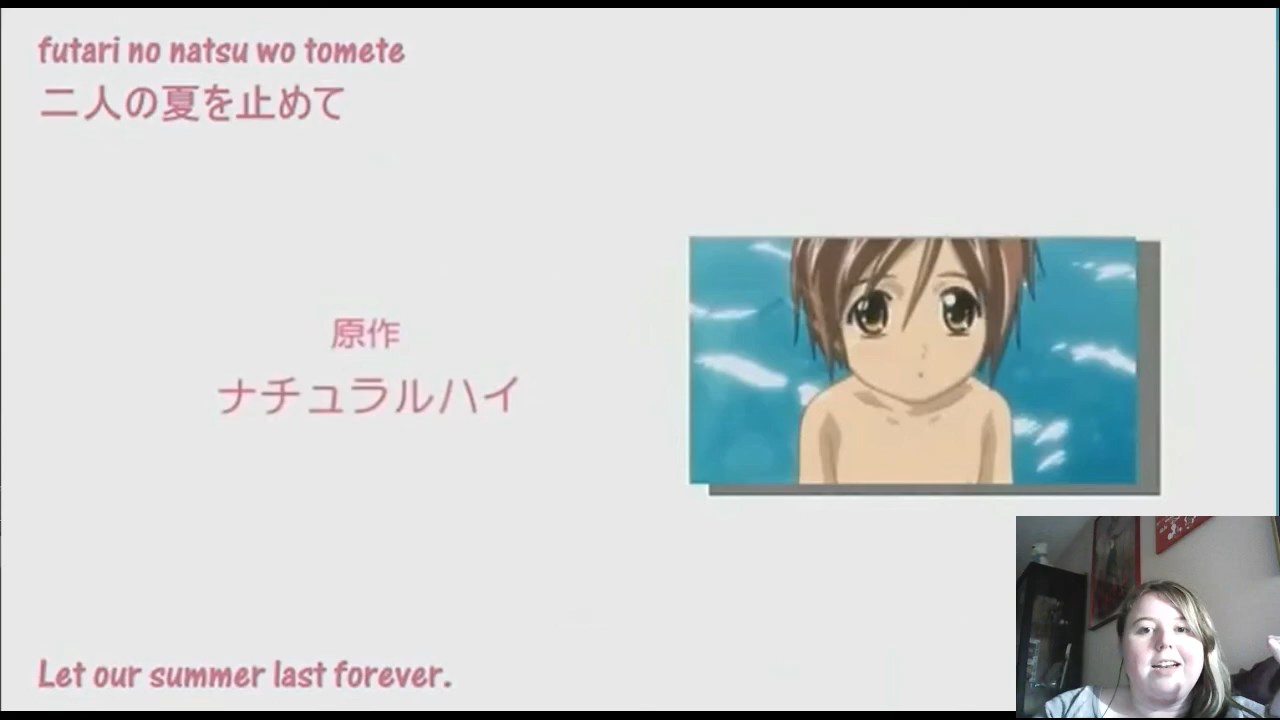 futari no natsu wo tomete
二人の夏を止めて
原作
ナチュラルハイ
Let our summer last forever.